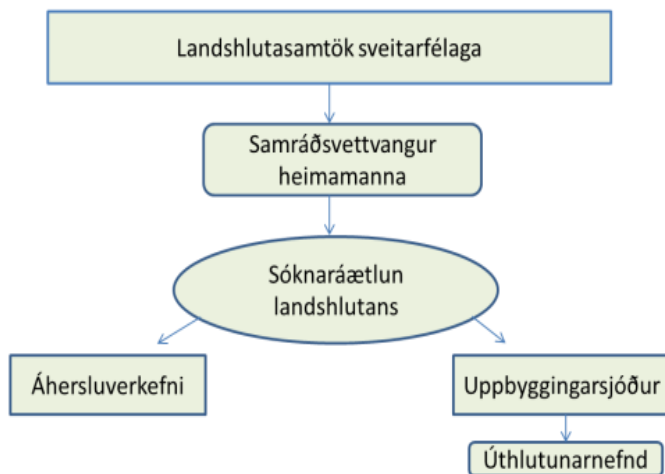 Landshlutasamtök sveitarfélaga
Samráðsvettvangur
heimamanna
Sóknaráætlun
landshlutans
Áhersluverkefni
Uppbyggingarsjóður
Úthlutunarnefnd